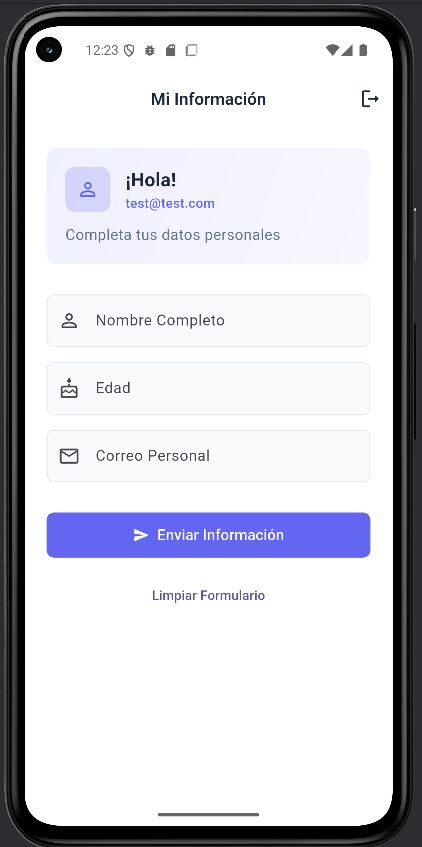 12:23
Mi Información
¡Hola!
test@test.com
Completa tus datos personales
Nombre Completo
Edad
Correo Personal
Enviar Información
Limpiar Formulario